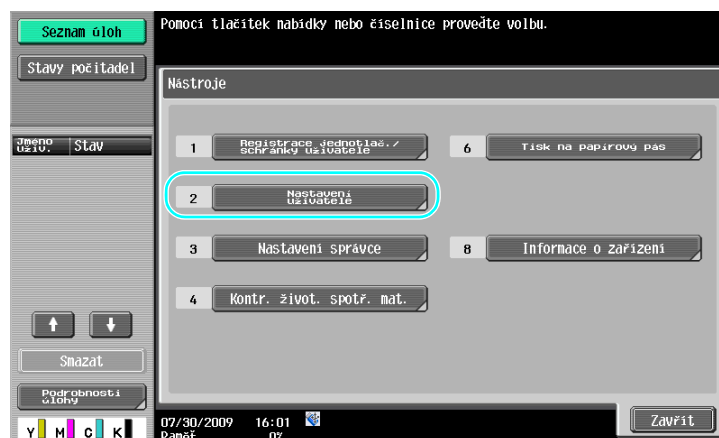 Seznam úloh
Stavy počitadel
Pomocí tlačítek nabídky nebo číselnice proveďte volbu.
Nástroje
Jméno uživ.
Stav
1
Registrace jednotlač./
schránky uživatele
2
Nastavení
uživatele
3
Nastavení správce
4
Kontr. život. spotř. mat.
6
Tisk na papírový pás
8
Informace o zařízení
Smazat
Podrobnosti
úlohy
Y M C K
07/30/2009 16:01
Paměť 0%
Zavřít